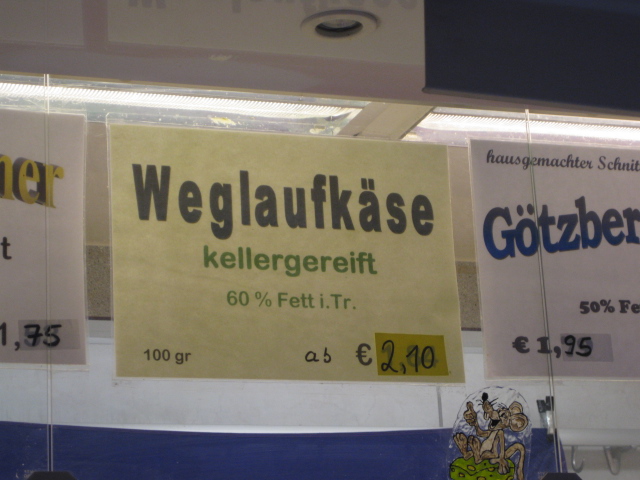 Weglaufkäse
kellergereift
60 % Fett i.Tr.
100 gr
ab € 2,10
1,75
hausgemachter Schnit
Götzber
50% Fe
€ 1,95